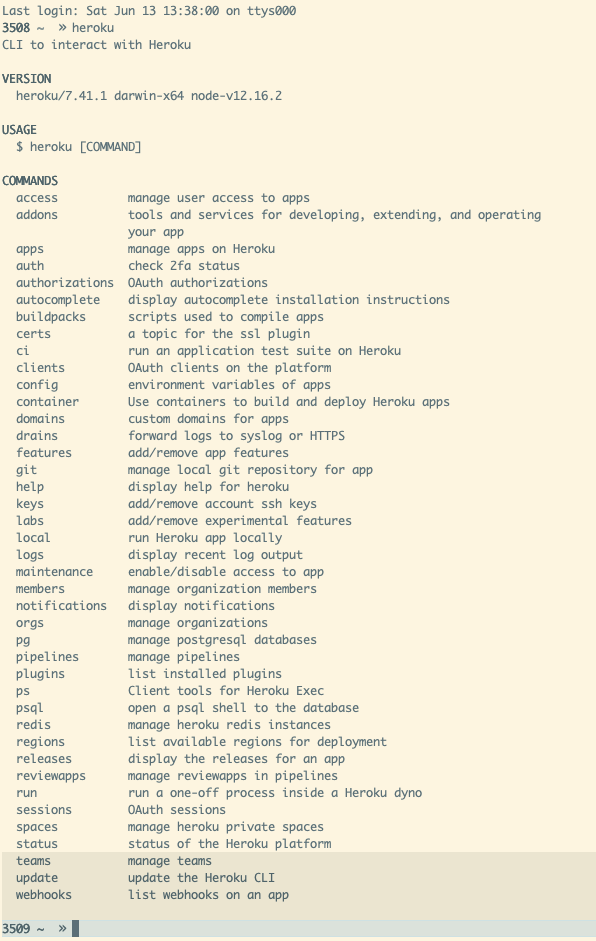 Last login: Sat Jun 13 13:38:00 on ttys000
3508 ~  » heroku
CLI to interact with Heroku

VERSION
  heroku/7.41.1 darwin-x64 node-v12.16.2

USAGE
  $ heroku [COMMAND]

COMMANDS
  access          manage user access to apps
  addons          tools and services for developing, extending, and operating
                  your app
  apps            manage apps on Heroku
  auth            check 2fa status
  authorizations  OAuth authorizations
  autocomplete    display autocomplete installation instructions
  buildpacks      scripts used to compile apps
  certs           a topic for the ssl plugin
  ci              run an application test suite on Heroku
  clients         OAuth clients on the platform
  config          environment variables of apps
  container       Use containers to build and deploy Heroku apps
  domains         custom domains for apps
  drains          forward logs to syslog or HTTPS
  features        add/remove app features
  git             manage local git repository for app
  help            display help for heroku
  keys            add/remove account ssh keys
  labs            add/remove experimental features
  local           run Heroku app locally
  logs            display recent log output
  maintenance     enable/disable access to app
  members         manage organization members
  notifications   display notifications
  orgs            manage organizations
  pg              manage postgresql databases
  pipelines       manage pipelines
  plugins         list installed plugins
  ps              Client tools for Heroku Exec
  psql            open a psql shell to the database
  redis           manage heroku redis instances
  regions         list available regions for deployment
  releases        display the releases for an app
  reviewapps      manage reviewapps in pipelines
  run             run a one-off process inside a Heroku dyno
  sessions        OAuth sessions
  spaces          manage heroku private spaces
  status          status of the Heroku platform
  teams           manage teams
  update          update the Heroku CLI
  webhooks        list webhooks on an app

3509 ~  »